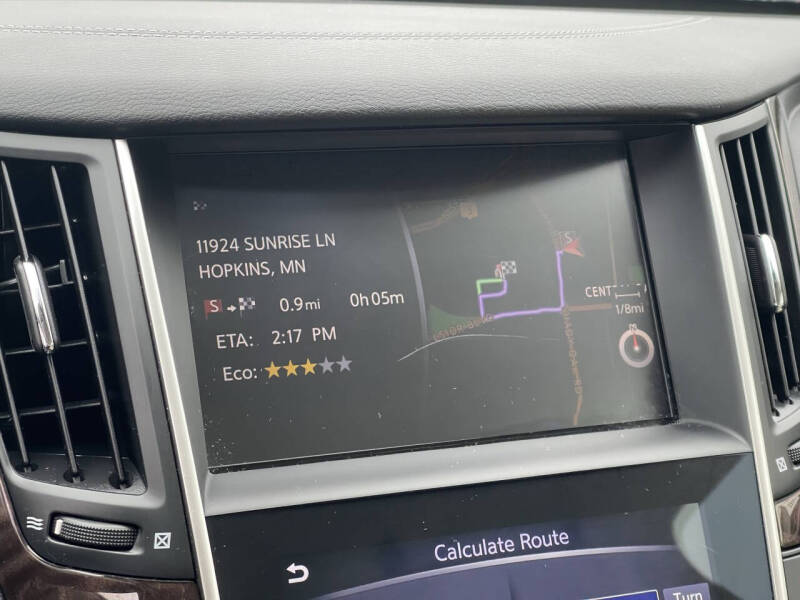 11924 SUNRISE LN
HOPKINS, MN
S 0.9mi 0h05m
ETA: 2:17 PM
Eco:
S
CENT
1/8mi
Calculate Route
Turn